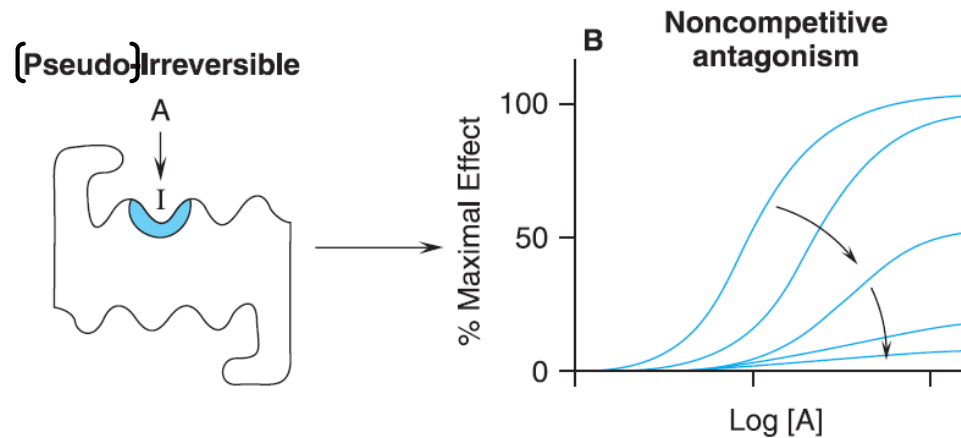 (Pseudo-)Irreversible
A
I
B
Noncompetitive
antagonism
% Maximal Effect
100
50
0
Log [A]